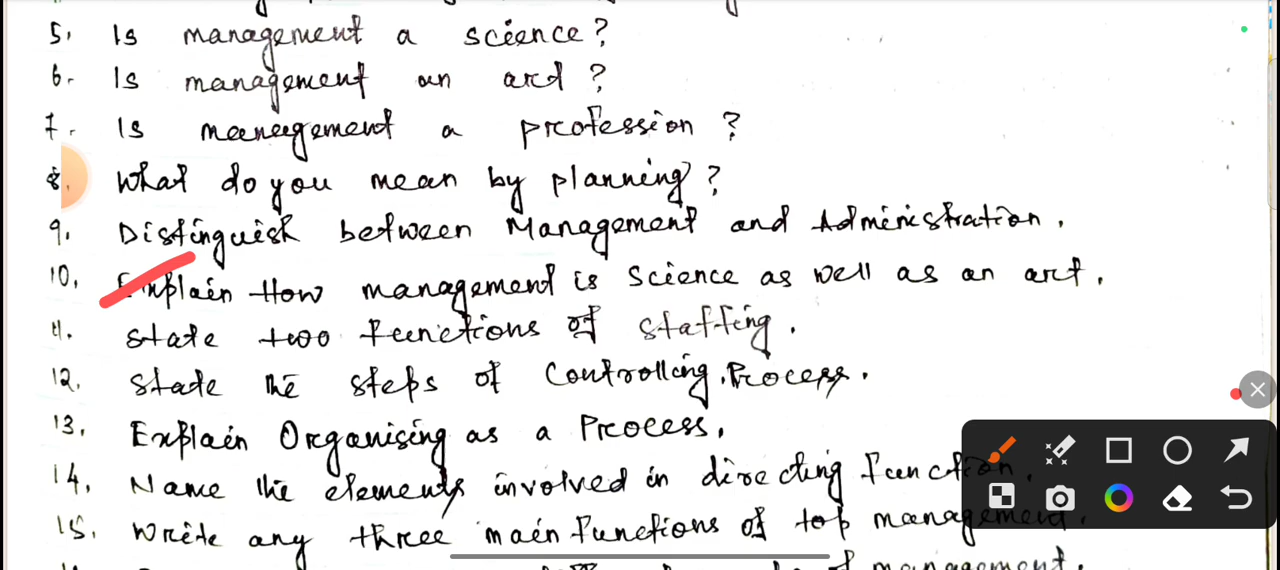 5. Is management a science?
6. Is management an art?
7. Is management a profession?
8. What do you mean by planning?
9. Distinguish between Management and Administration.
10. Explain How management is science as well as an art.
11. State two functions of staffing.
12. State the steps of Controlling Process.
13. Explain Organising as a Process.
14. Name the elements involved in directing function.
15. Write any three main functions of top management.
of management.